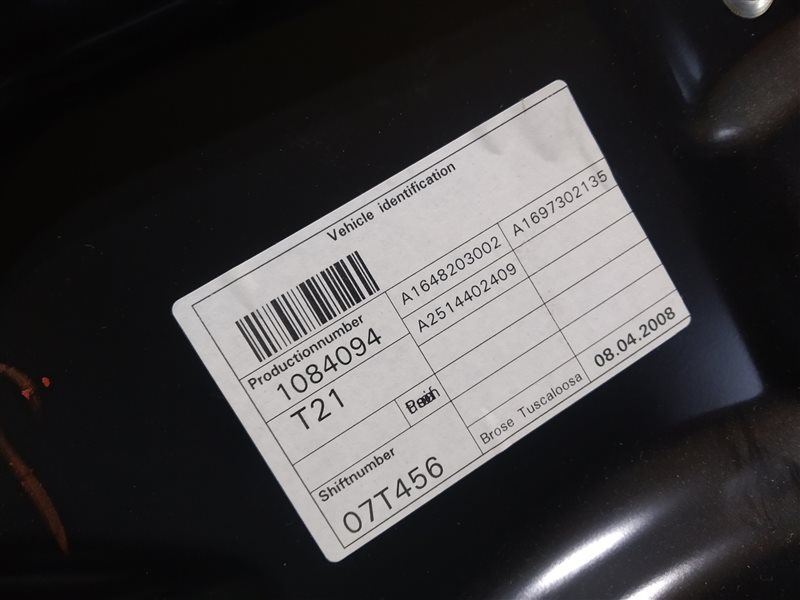 Vehicle identification
Productionnumber
1084094
T21
Shiftnumber
07T456
A1648203002
A2514402409
A1697302135
Brose Tuscaloosa
08.04.2008